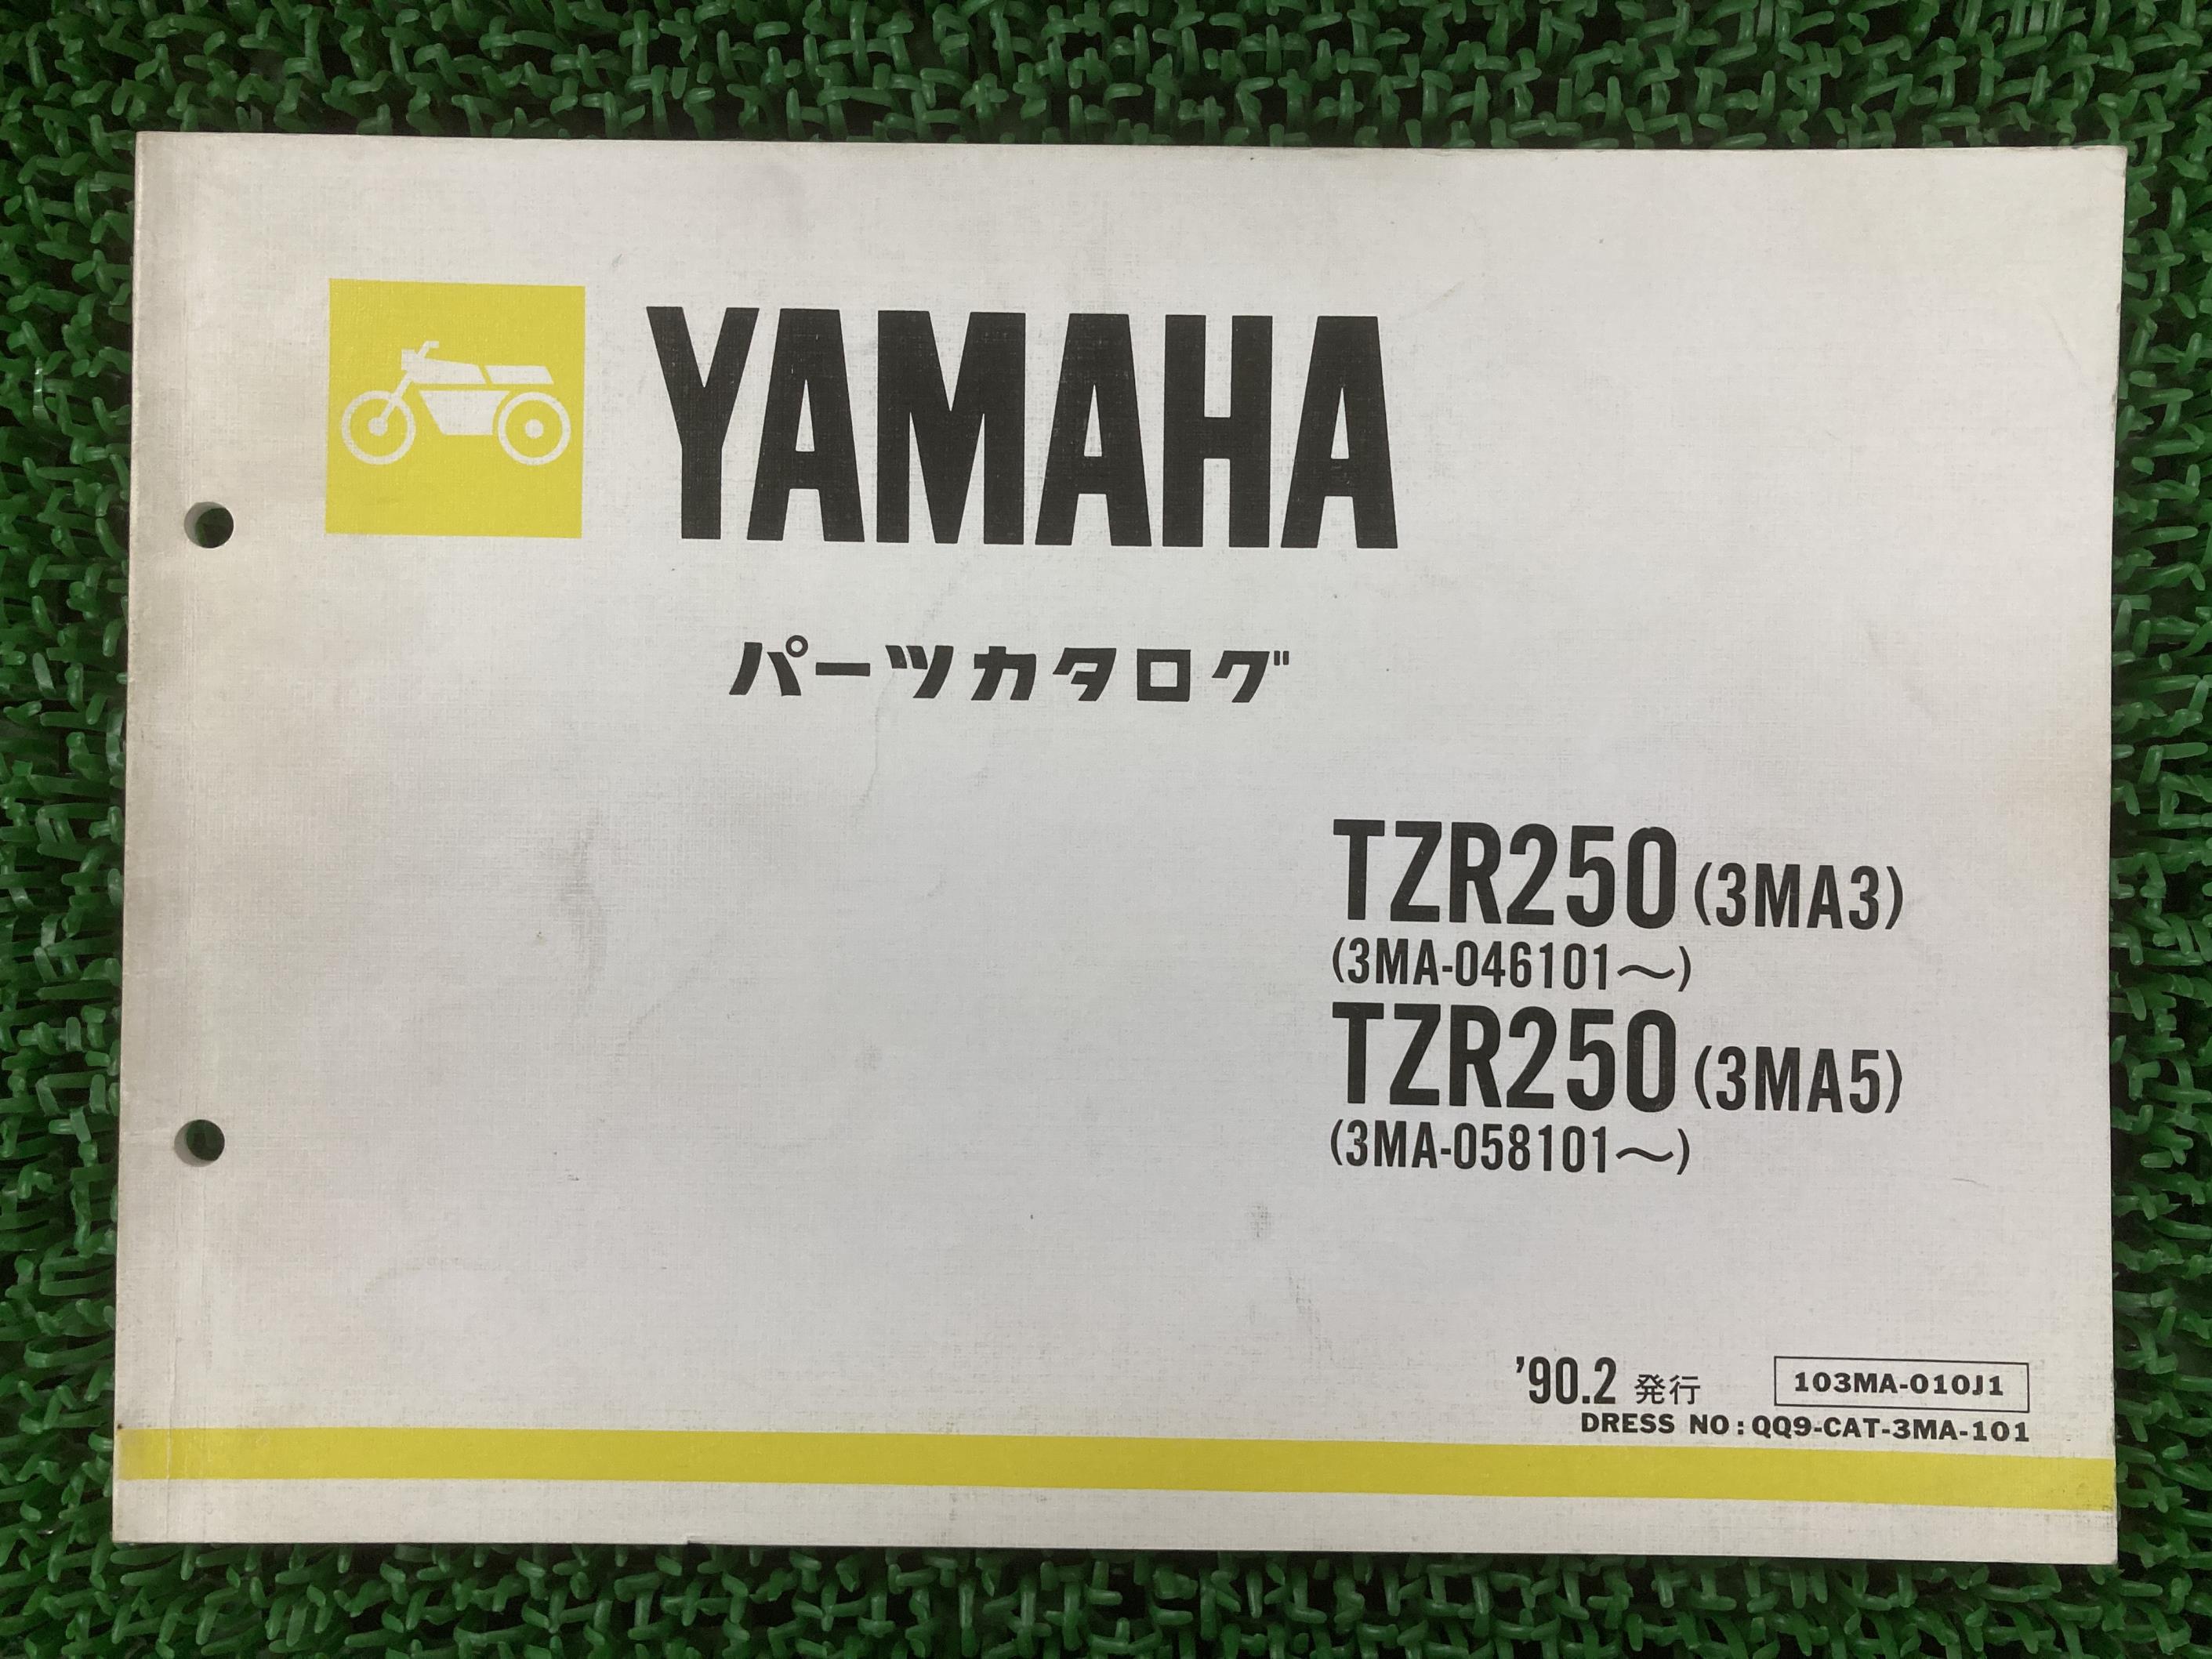 YAMAHA
パーツカタログ
TZR250 (3MA3)
(3MA-046101〜)
TZR250 (3MA5)
(3MA-058101〜)
'90.2 発行 103MA-010J1
DRESS NO : QQ9-CAT-3MA-101